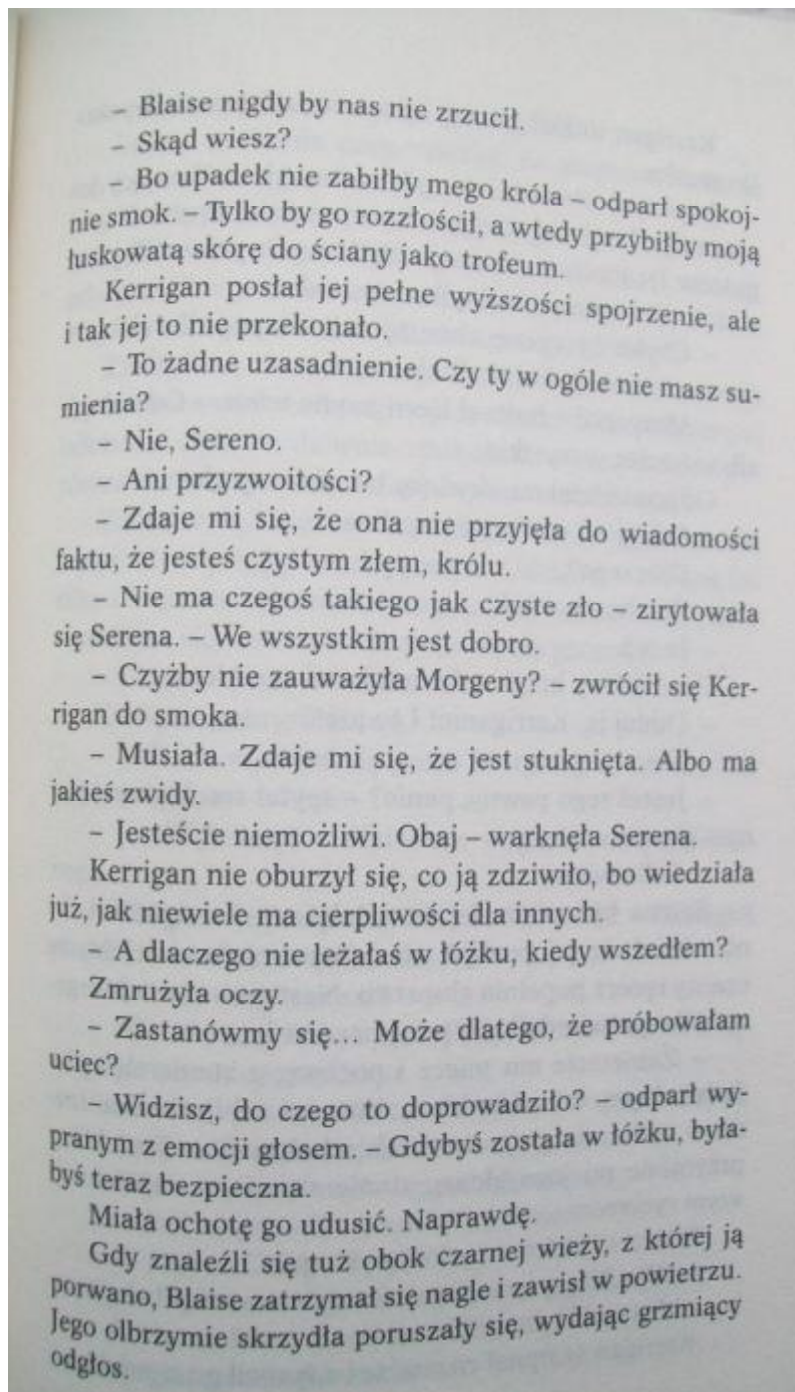 – Blaise nigdy by nas nie zrzucił.
– Skąd wiesz?
– Bo upadek nie zabiłby mego króla – odparł spokoj-
nie smok. – Tylko by go rozzłościł, a wtedy przybiłby moją
łuskowatą skórę do ściany jako trofeum.
Kerrigan posłał jej pełne wyższości spojrzenie, ale
i tak jej to nie przekonało.
– To żadne uzasadnienie. Czy ty w ogóle nie masz su-
mienia?
– Nie, Sereno.
– Ani przyzwoitości?
– Zdaje mi się, że ona nie przyjęła do wiadomości
faktu, że jesteś czystym złem, królu.
– Nie ma czegoś takiego jak czyste zło – zirytowała
się Serena. – We wszystkim jest dobro.
– Czyżby nie zauważyła Morgeny? – zwrócił się Ker-
rigan do smoka.
– Musiała. Zdaje mi się, że jest stuknięta. Albo ma
jakieś zwidy.
– Jesteście niemożliwi. Obaj – warknęła Serena.
Kerrigan nie oburzył się, co ją zdziwiło, bo wiedziała
już, jak niewiele ma cierpliwości dla innych.
– A dlaczego nie leżałaś w łóżku, kiedy wszedłem?
Zmrużyła oczy.
– Zastanówmy się... Może dlatego, że próbowałam
uciec?
– Widzisz, do czego to doprowadziło? – odparł wy-
pranym z emocji głosem. – Gdybyś została w łóżku, była-
byś teraz bezpieczna.
Miała ochotę go udusić. Naprawdę.
Gdy znaleźli się tuż obok czarnej wieży, z której ją
porwano, Blaise zatrzymał się nagle i zawisł w powietrzu.
Jego olbrzymie skrzydła poruszały się, wydając grzmiący
odgłos.